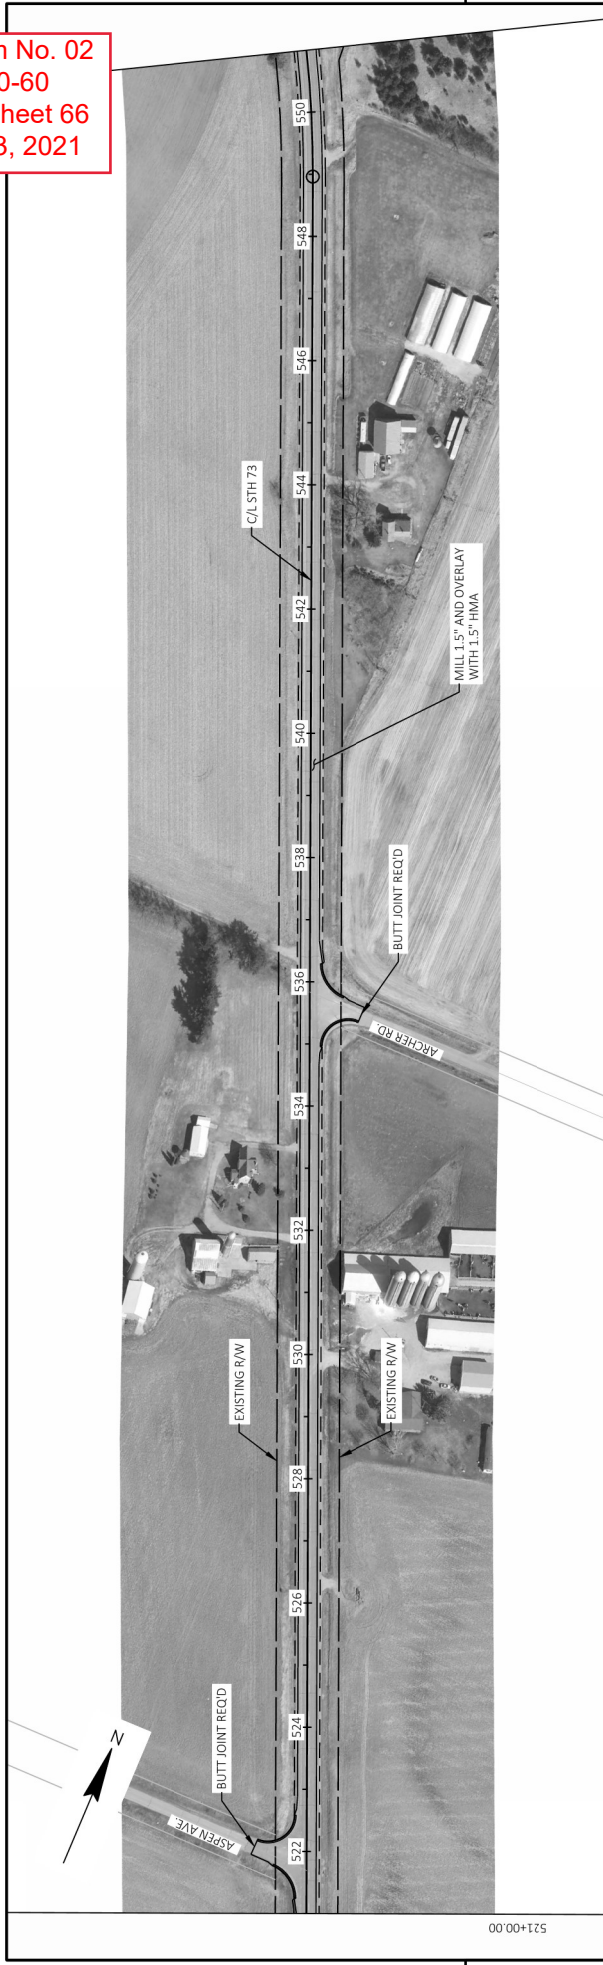 No. 02
0-60
heet 66
3, 2021
550
548
546
544
C/L STH 73
542
MILL 1.5" AND OVERLAY
WITH 1.5" HMA
540
538
BUTT JOINT REQ'D
536
ARCHER RD.
534
532
530
EXISTING R/W
EXISTING R/W
528
526
524
N
BUTT JOINT REQ'D
ASPEN AVE.
522
521+00.00